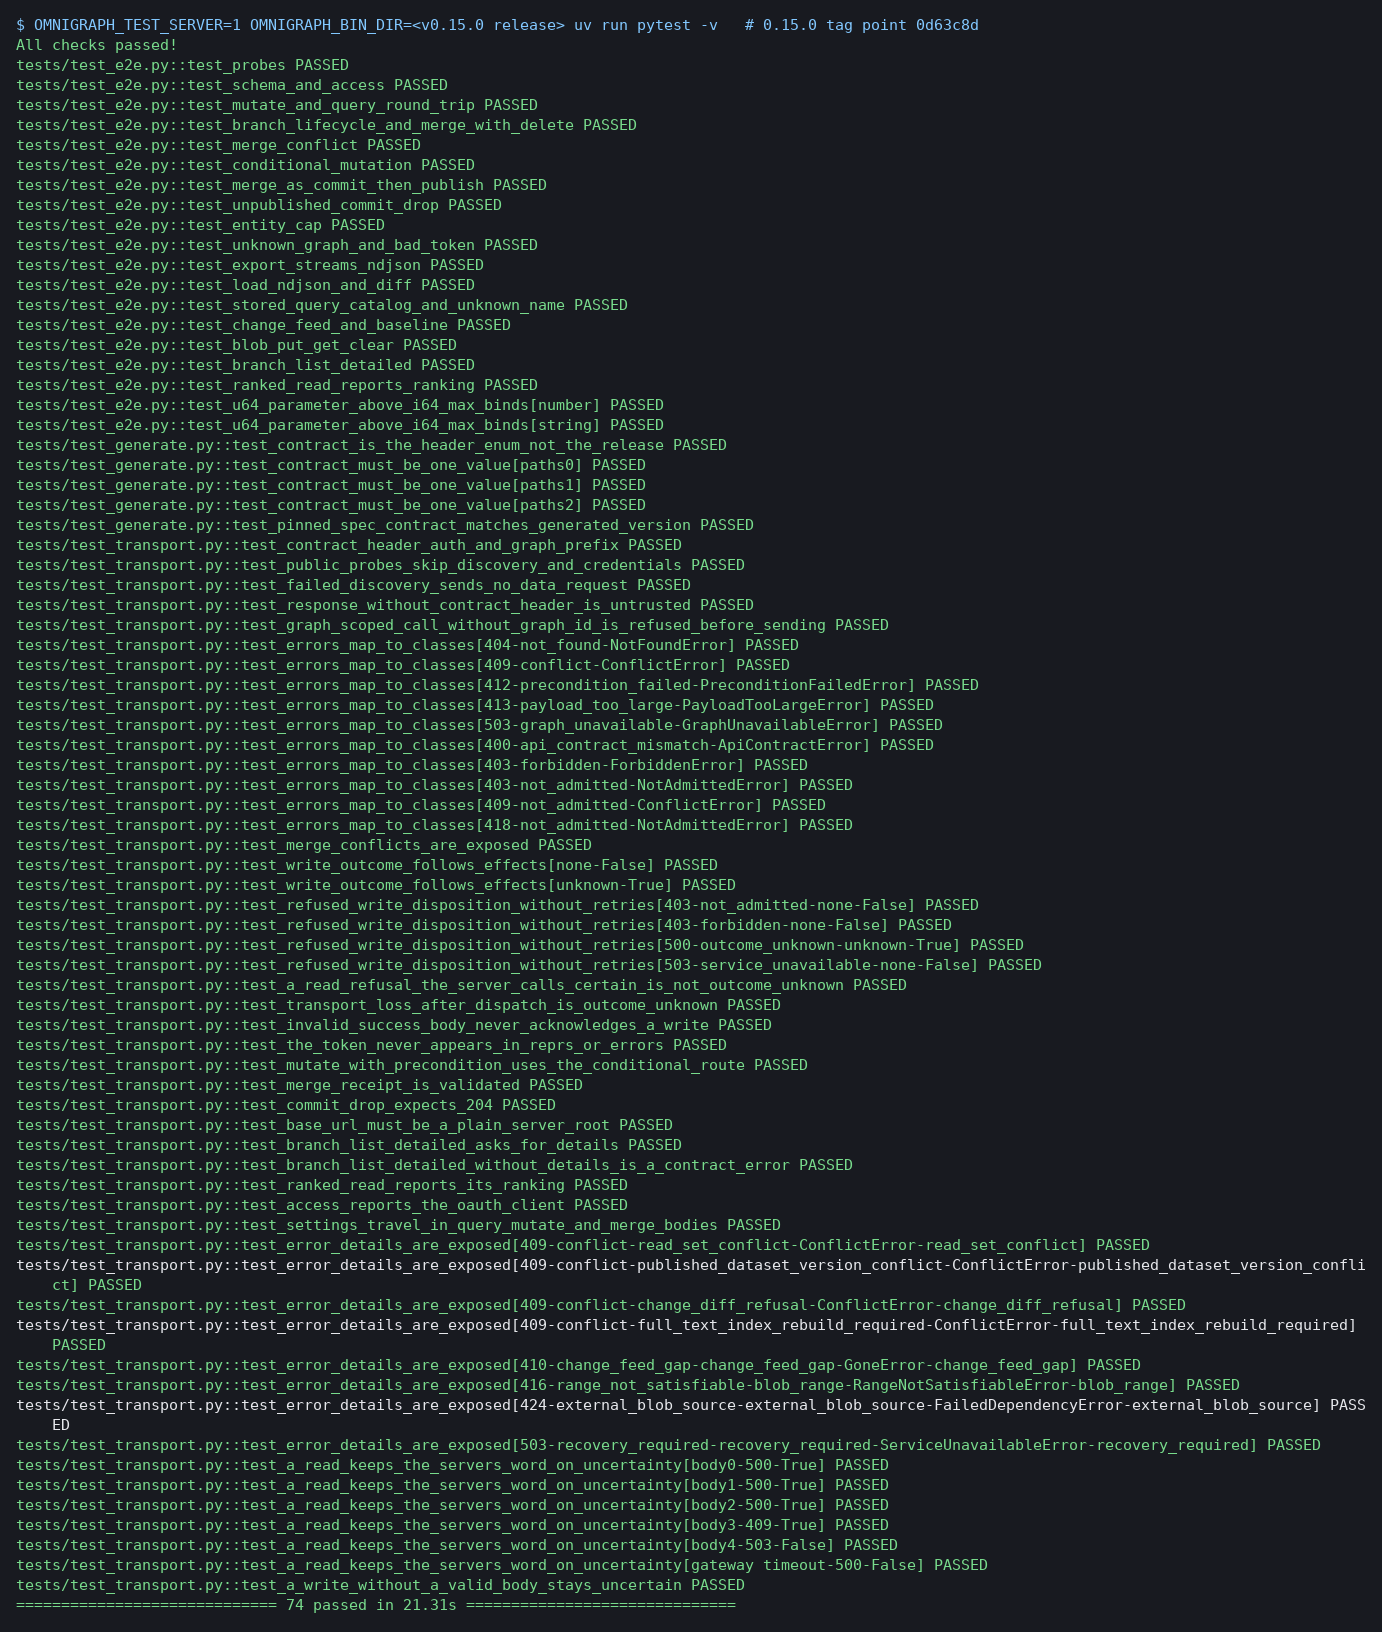 $ OMNIGRAPH_TEST_SERVER=1 OMNIGRAPH_BIN_DIR=<v0.15.0 release> uv run pytest -v   # 0.15.0 tag point 0d63c8d
All checks passed!
tests/test_e2e.py::test_probes PASSED
tests/test_e2e.py::test_schema_and_access PASSED
tests/test_e2e.py::test_mutate_and_query_round_trip PASSED
tests/test_e2e.py::test_branch_lifecycle_and_merge_with_delete PASSED
tests/test_e2e.py::test_merge_conflict PASSED
tests/test_e2e.py::test_conditional_mutation PASSED
tests/test_e2e.py::test_merge_as_commit_then_publish PASSED
tests/test_e2e.py::test_unpublished_commit_drop PASSED
tests/test_e2e.py::test_entity_cap PASSED
tests/test_e2e.py::test_unknown_graph_and_bad_token PASSED
tests/test_e2e.py::test_export_streams_ndjson PASSED
tests/test_e2e.py::test_load_ndjson_and_diff PASSED
tests/test_e2e.py::test_stored_query_catalog_and_unknown_name PASSED
tests/test_e2e.py::test_change_feed_and_baseline PASSED
tests/test_e2e.py::test_blob_put_get_clear PASSED
tests/test_e2e.py::test_branch_list_detailed PASSED
tests/test_e2e.py::test_ranked_read_reports_ranking PASSED
tests/test_e2e.py::test_u64_parameter_above_i64_max_binds[number] PASSED
tests/test_e2e.py::test_u64_parameter_above_i64_max_binds[string] PASSED
tests/test_generate.py::test_contract_is_the_header_enum_not_the_release PASSED
tests/test_generate.py::test_contract_must_be_one_value[paths0] PASSED
tests/test_generate.py::test_contract_must_be_one_value[paths1] PASSED
tests/test_generate.py::test_contract_must_be_one_value[paths2] PASSED
tests/test_generate.py::test_pinned_spec_contract_matches_generated_version PASSED
tests/test_transport.py::test_contract_header_auth_and_graph_prefix PASSED
tests/test_transport.py::test_public_probes_skip_discovery_and_credentials PASSED
tests/test_transport.py::test_failed_discovery_sends_no_data_request PASSED
tests/test_transport.py::test_response_without_contract_header_is_untrusted PASSED
tests/test_transport.py::test_graph_scoped_call_without_graph_id_is_refused_before_sending PASSED
tests/test_transport.py::test_errors_map_to_classes[404-not_found-NotFoundError] PASSED
tests/test_transport.py::test_errors_map_to_classes[409-conflict-ConflictError] PASSED
tests/test_transport.py::test_errors_map_to_classes[412-precondition_failed-PreconditionFailedError] PASSED
tests/test_transport.py::test_errors_map_to_classes[413-payload_too_large-PayloadTooLargeError] PASSED
tests/test_transport.py::test_errors_map_to_classes[503-graph_unavailable-GraphUnavailableError] PASSED
tests/test_transport.py::test_errors_map_to_classes[400-api_contract_mismatch-ApiContractError] PASSED
tests/test_transport.py::test_errors_map_to_classes[403-forbidden-ForbiddenError] PASSED
tests/test_transport.py::test_errors_map_to_classes[403-not_admitted-NotAdmittedError] PASSED
tests/test_transport.py::test_errors_map_to_classes[409-not_admitted-ConflictError] PASSED
tests/test_transport.py::test_errors_map_to_classes[418-not_admitted-NotAdmittedError] PASSED
tests/test_transport.py::test_merge_conflicts_are_exposed PASSED
tests/test_transport.py::test_write_outcome_follows_effects[none-False] PASSED
tests/test_transport.py::test_write_outcome_follows_effects[unknown-True] PASSED
tests/test_transport.py::test_refused_write_disposition_without_retries[403-not_admitted-none-False] PASSED
tests/test_transport.py::test_refused_write_disposition_without_retries[403-forbidden-none-False] PASSED
tests/test_transport.py::test_refused_write_disposition_without_retries[500-outcome_unknown-unknown-True] PASSED
tests/test_transport.py::test_refused_write_disposition_without_retries[503-service_unavailable-none-False] PASSED
tests/test_transport.py::test_a_read_refusal_the_server_calls_certain_is_not_outcome_unknown PASSED
tests/test_transport.py::test_transport_loss_after_dispatch_is_outcome_unknown PASSED
tests/test_transport.py::test_invalid_success_body_never_acknowledges_a_write PASSED
tests/test_transport.py::test_the_token_never_appears_in_reprs_or_errors PASSED
tests/test_transport.py::test_mutate_with_precondition_uses_the_conditional_route PASSED
tests/test_transport.py::test_merge_receipt_is_validated PASSED
tests/test_transport.py::test_commit_drop_expects_204 PASSED
tests/test_transport.py::test_base_url_must_be_a_plain_server_root PASSED
tests/test_transport.py::test_branch_list_detailed_asks_for_details PASSED
tests/test_transport.py::test_branch_list_detailed_without_details_is_a_contract_error PASSED
tests/test_transport.py::test_ranked_read_reports_its_ranking PASSED
tests/test_transport.py::test_access_reports_the_oauth_client PASSED
tests/test_transport.py::test_settings_travel_in_query_mutate_and_merge_bodies PASSED
tests/test_transport.py::test_error_details_are_exposed[409-conflict-read_set_conflict-ConflictError-read_set_conflict] PASSED
tests/test_transport.py::test_error_details_are_exposed[409-conflict-published_dataset_version_conflict-ConflictError-published_dataset_version_confli
ct] PASSED
tests/test_transport.py::test_error_details_are_exposed[409-conflict-change_diff_refusal-ConflictError-change_diff_refusal] PASSED
tests/test_transport.py::test_error_details_are_exposed[409-conflict-full_text_index_rebuild_required-ConflictError-full_text_index_rebuild_required]
PASSED
tests/test_transport.py::test_error_details_are_exposed[410-change_feed_gap-change_feed_gap-GoneError-change_feed_gap] PASSED
tests/test_transport.py::test_error_details_are_exposed[416-range_not_satisfiable-blob_range-RangeNotSatisfiableError-blob_range] PASSED
tests/test_transport.py::test_error_details_are_exposed[424-external_blob_source-external_blob_source-FailedDependencyError-external_blob_source] PASS
ED
tests/test_transport.py::test_error_details_are_exposed[503-recovery_required-recovery_required-ServiceUnavailableError-recovery_required] PASSED
tests/test_transport.py::test_a_read_keeps_the_servers_word_on_uncertainty[body0-500-True] PASSED
tests/test_transport.py::test_a_read_keeps_the_servers_word_on_uncertainty[body1-500-True] PASSED
tests/test_transport.py::test_a_read_keeps_the_servers_word_on_uncertainty[body2-500-True] PASSED
tests/test_transport.py::test_a_read_keeps_the_servers_word_on_uncertainty[body3-409-True] PASSED
tests/test_transport.py::test_a_read_keeps_the_servers_word_on_uncertainty[body4-503-False] PASSED
tests/test_transport.py::test_a_read_keeps_the_servers_word_on_uncertainty[gateway timeout-500-False] PASSED
tests/test_transport.py::test_a_write_without_a_valid_body_stays_uncertain PASSED
============================= 74 passed in 21.31s ==============================